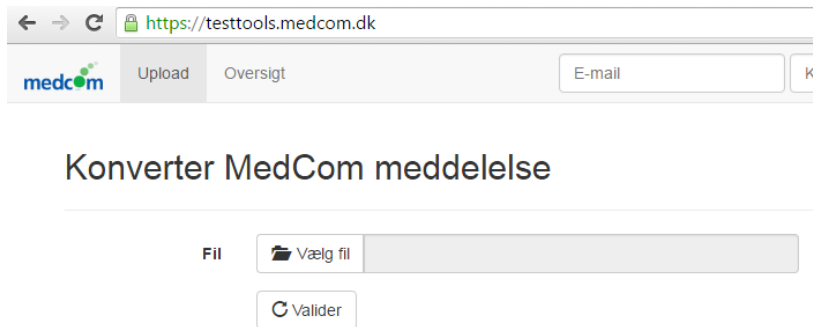 https://testtools.medcom.dk
medcom Upload Oversigt E-mail K
Konverter MedCom meddelelse
Fil Vælg fil
Valider